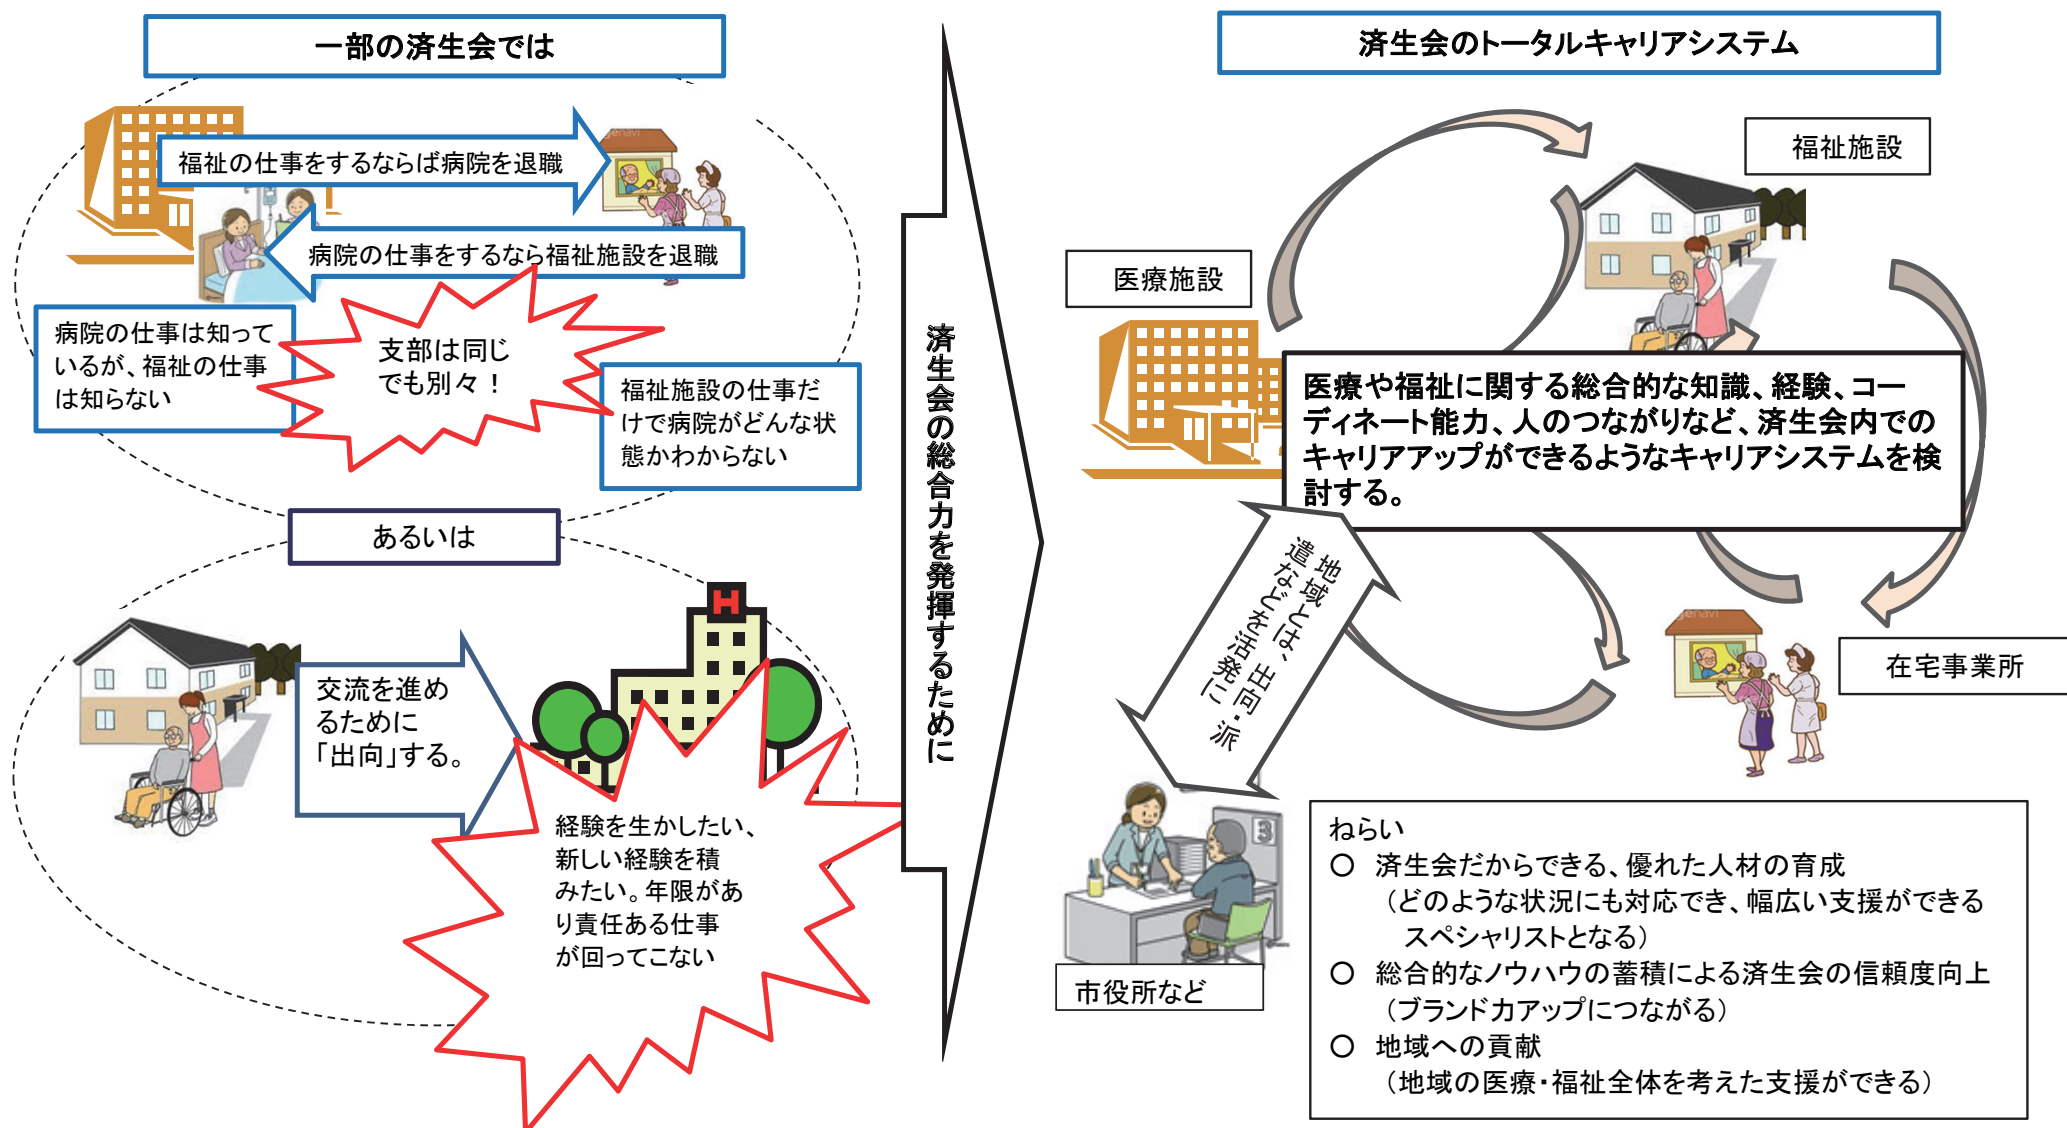 一部の済生会では
福祉の仕事をするならば病院を退職
病院の仕事をするなら福祉施設を退職
病院の仕事は知って
いるが、福祉の仕事
は知らない
支部は同じ
でも別々！
福祉施設の仕事だ
けで病院がどんな状
態かわからない
あるいは
交流を進め
るために
「出向」する。
H
経験を生かしたい、
新しい経験を積
みたい。年限があ
り責任ある仕事
が回ってこない
済生会の総合力を発揮するために
済生会のトータルキャリアシステム
福祉施設
医療施設
医療や福祉に関する総合的な知識、経験、コー
ディネート能力、人のつながりなど、済生会内での
キャリアアップができるようなキャリアシステムを検
討する。
地域とは、出向・派
遣などを活発に
在宅事業所
3
市役所など
ねらい
○ 済生会だからできる、優れた人材の育成
（どのような状況にも対応でき、幅広い支援ができる
スペシャリストとなる）
○ 総合的なノウハウの蓄積による済生会の信頼度向上
（ブランド力アップにつながる）
○ 地域への貢献
（地域の医療・福祉全体を考えた支援ができる）